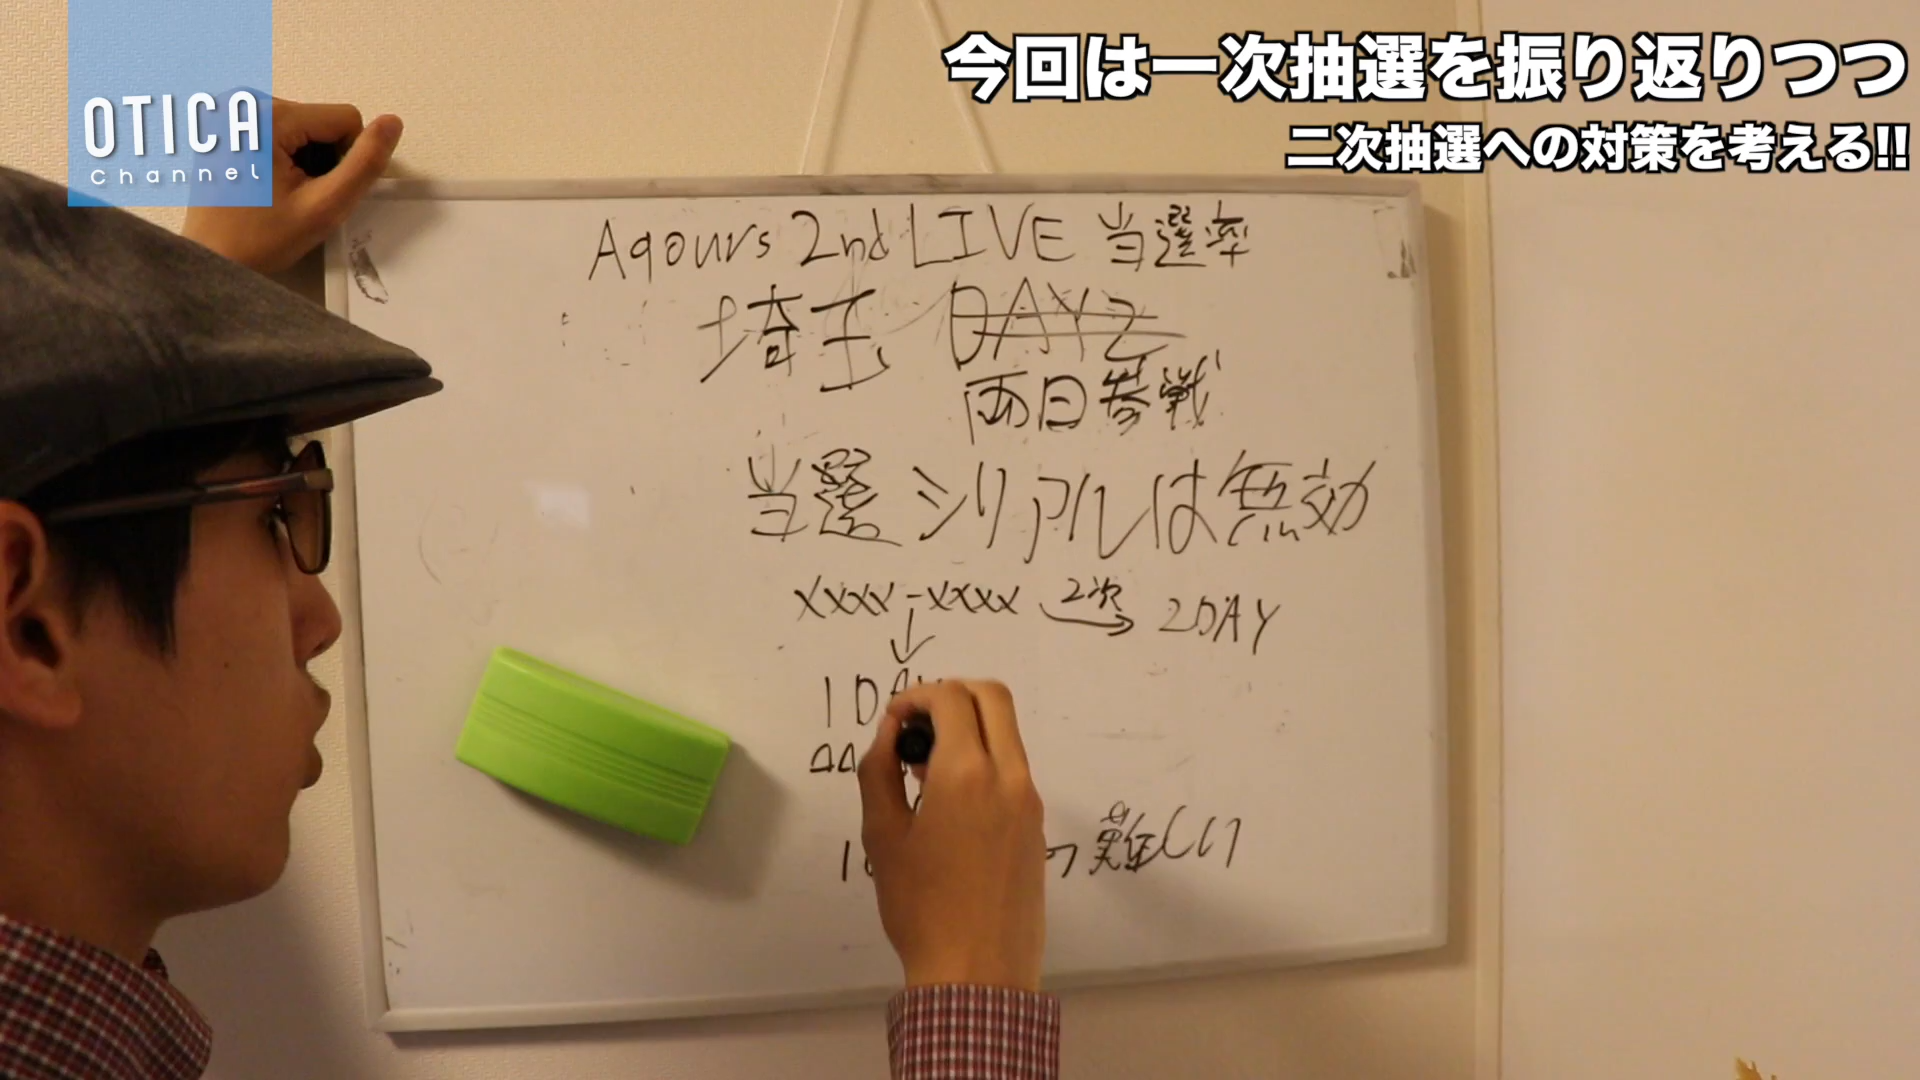 OTICA
Channel
今回は一次抽選を振り返りつつ
二次抽選への対策を考える!!
Aqours 2nd LIVE 当選率
埼玉 DAY2
両日参戦
当選シリアルは無効
xxxx-xxxx 2次 2DAY
1DAY
難しい